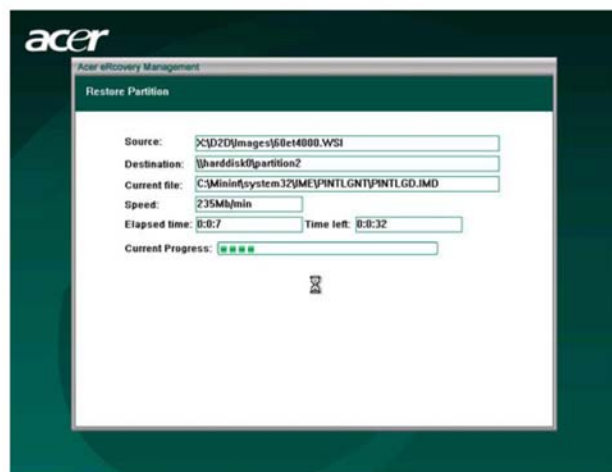 acer
Acer eRecovery Management
Restore Partition
Source: X:\D2D\Images\60et4000.WSI
Destination: \\harddisk0\partition2
Current file: C:\Minint\system32\IME\PINTLGNT\PINTLGD.IMD
Speed: 235Mb/min
Elapsed time: 0:0:7 Time left: 0:0:32
Current Progress: